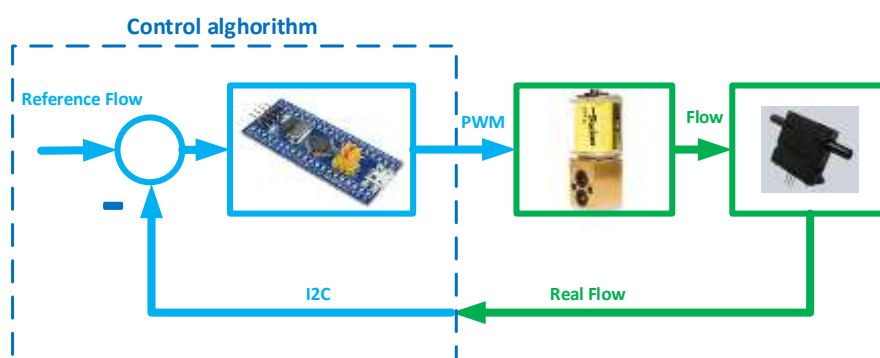 Control alghorithm
Reference Flow
PWM
Flow
I2C
Real Flow